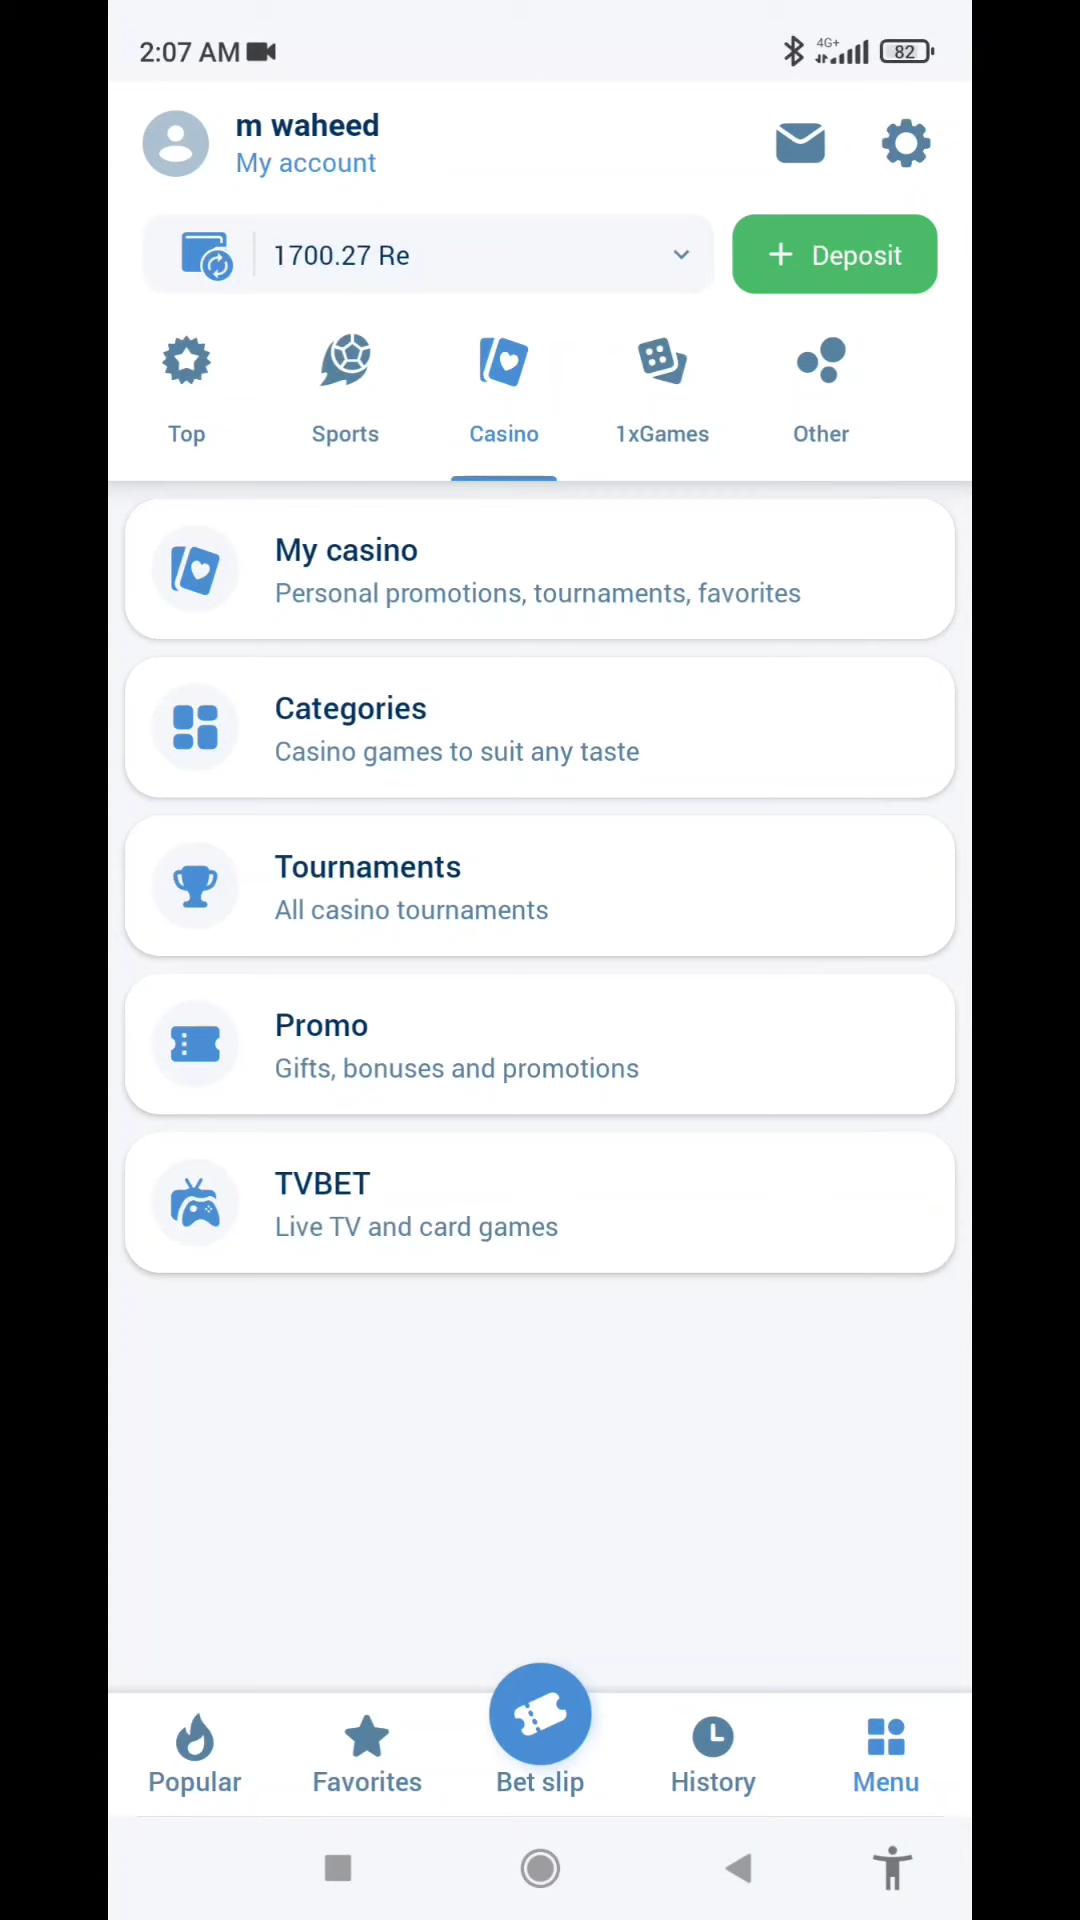 2:07 AM
4G+
82
m waheed
My account
1700.27 Re
Deposit
Top
Sports
Casino
1xGames
Other
My casino
Personal promotions, tournaments, favorites
Categories
Casino games to suit any taste
Tournaments
All casino tournaments
Promo
Gifts, bonuses and promotions
TVBET
Live TV and card games
Popular
Favorites
Bet slip
History
Menu